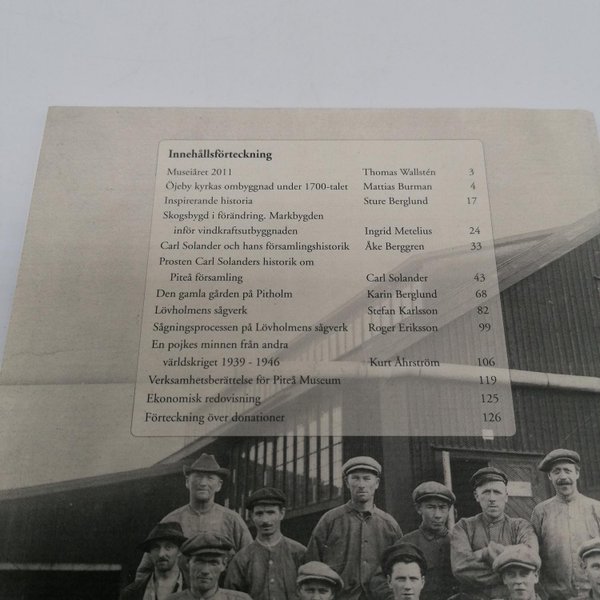 Innehållsförteckning
Museiåret 2011 Thomas Wallstén 3
Öjeby kyrkas ombyggnad under 1700-talet Mattias Burman 4
Inspirerande historia Sture Berglund 17
Skogsbygd i förändring. Markbygden
inför vindkraftsutbyggnaden Ingrid Metelius 24
Carl Solander och hans församlingshistorik Åke Berggren 33
Prosten Carl Solanders historik om
Piteå församling Carl Solander 43
Den gamla gården på Pitholm Karin Berglund 68
Lövholmens sågverk Stefan Karlsson 82
Sågningsprocessen på Lövholmens sågverk Roger Eriksson 99
En pojkes minnen från andra
världskriget 1939 - 1946 Kurt Åhrström 106
Verksamhetsberättelse för Piteå Museum 119
Ekonomisk redovisning 125
Förteckning över donationer 126